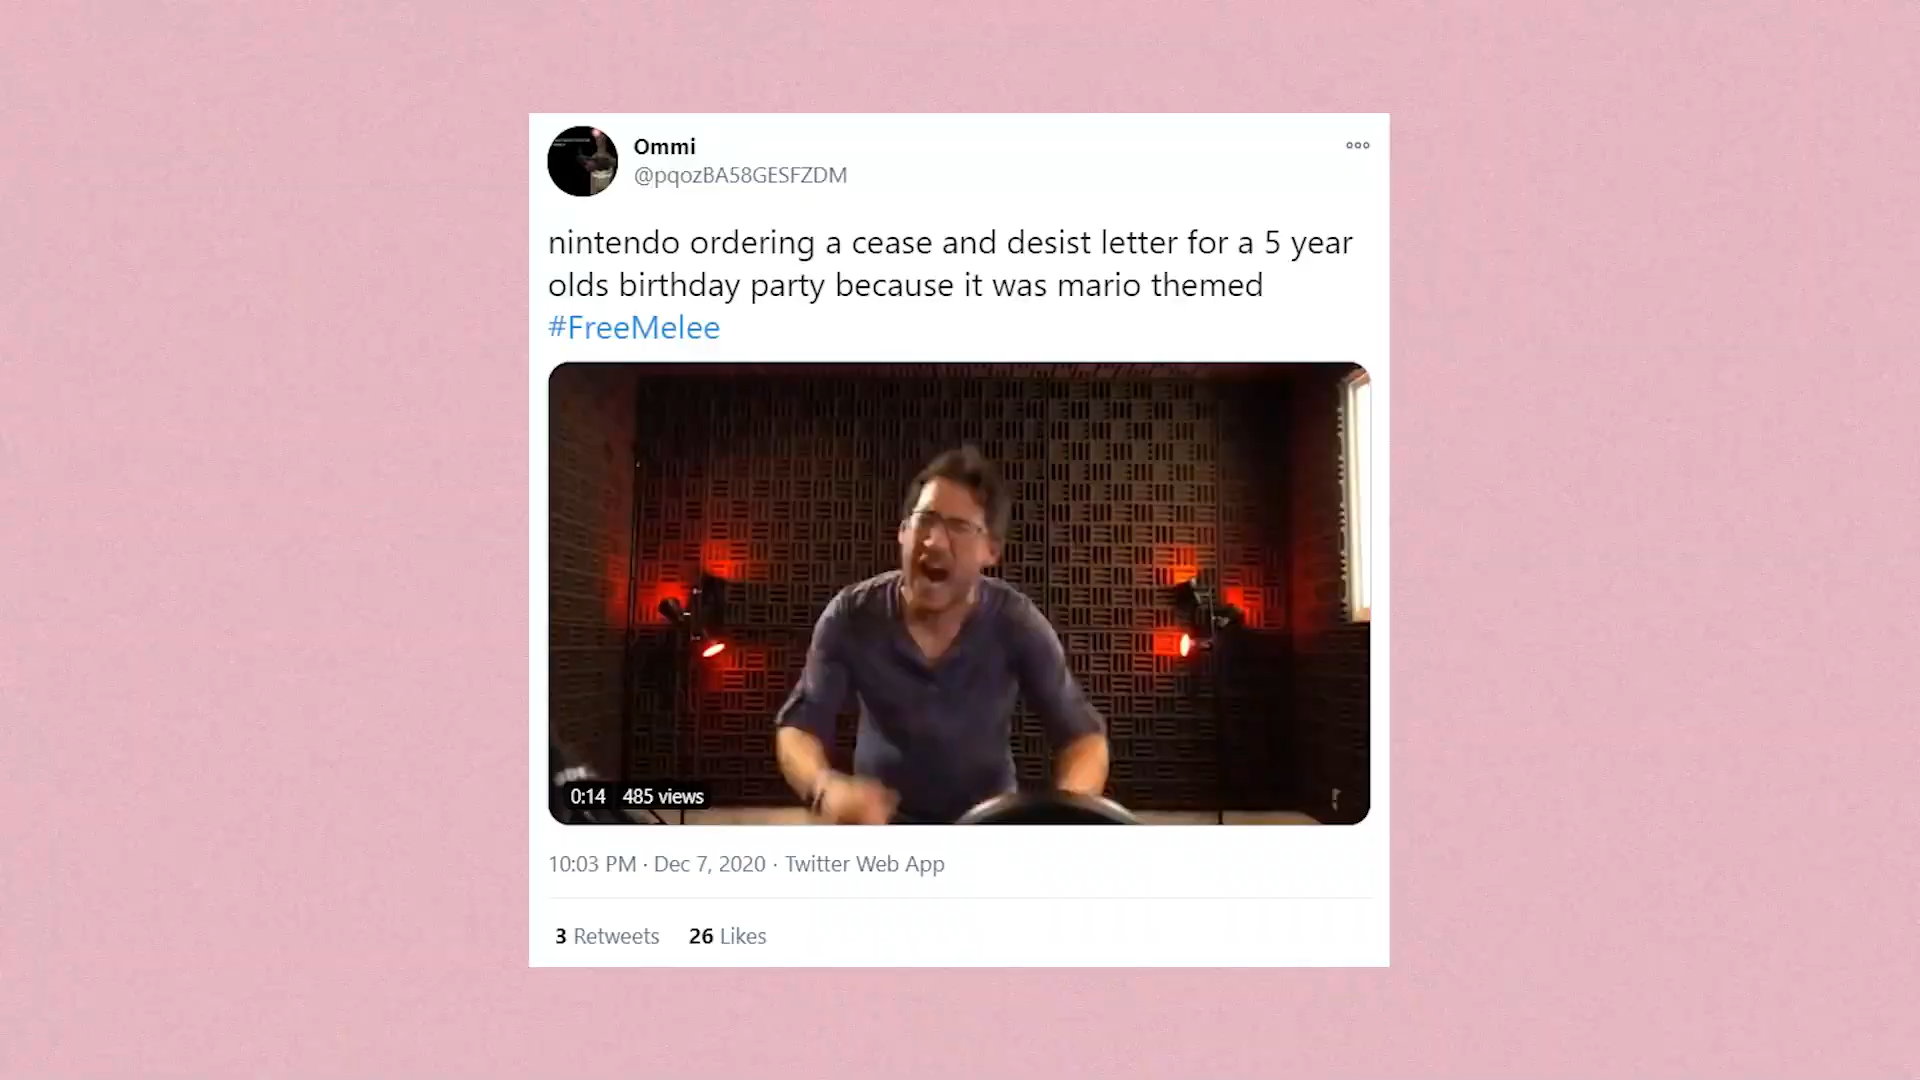 Ommi
@pqozBA58GESFZDM
nintendo ordering a cease and desist letter for a 5 year
olds birthday party because it was mario themed
#FreeMelee
0:14 485 views
10:03 PM · Dec 7, 2020 · Twitter Web App
3 Retweets 26 Likes